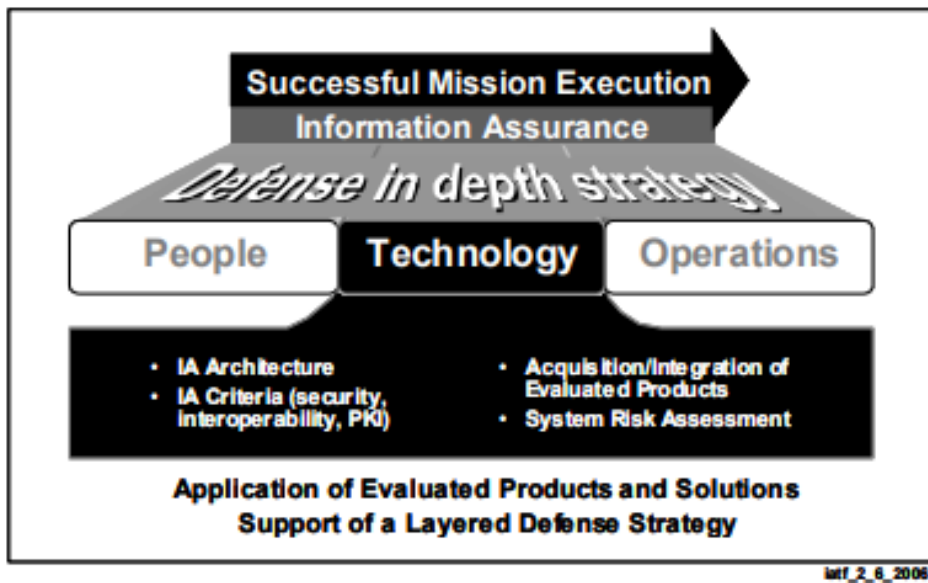 Successful Mission Execution
Information Assurance
Defense in depth strategy
People
Technology
Operations
• IA Architecture
• IA Criteria (security,
interoperability, PKI)
• Acquisition/Integration of
Evaluated Products
• System Risk Assessment
Application of Evaluated Products and Solutions
Support of a Layered Defense Strategy
iatf_2_6_2006